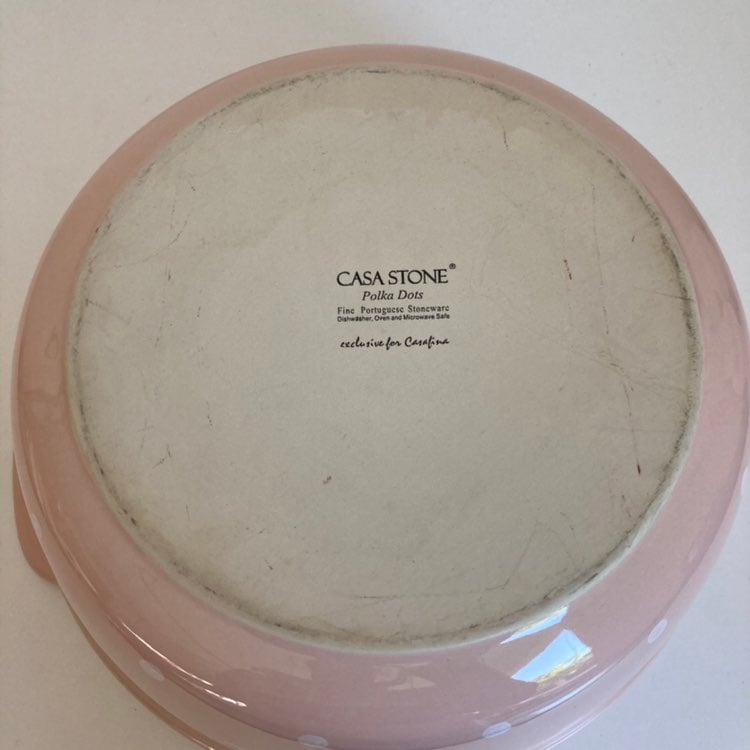 CASA STONE®
Polka Dots
Fine Portuguese Stoneware
Dishwasher, Oven and Microwave Safe
exclusive for Casafina